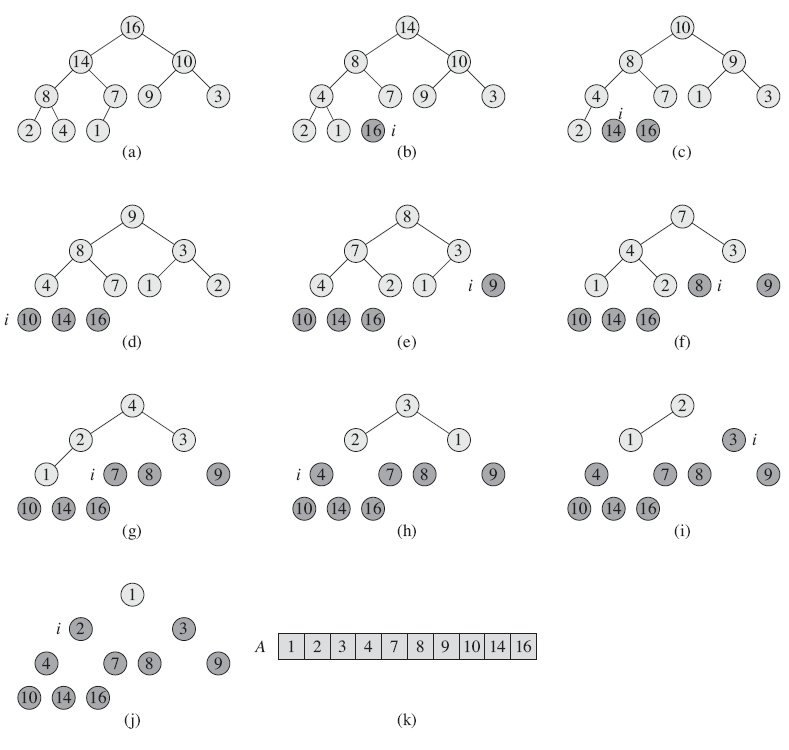 16 14 10
14 8 10 10 8 9
8 7 9 3 4 7 9 3 4 7 1 3
2 4 1 2 1 16 i 2 i 14 16
(a) (b) (c)
9 8 7
8 3 7 3 4 3
4 7 1 2 4 2 1 i 9 1 2 8 i 9
i 10 14 16 10 14 16 10 14 16
(d) (e) (f)
4 3 2
2 3 2 1 1 3 i
1 i 7 8 9 i 4 7 8 9 4 7 8 9
10 14 16 10 14 16 10 14 16
(g) (h) (i)
1
i 2 3
A 1 2 3 4 7 8 9 10 14 16
4 7 8 9
10 14 16
(j) (k)